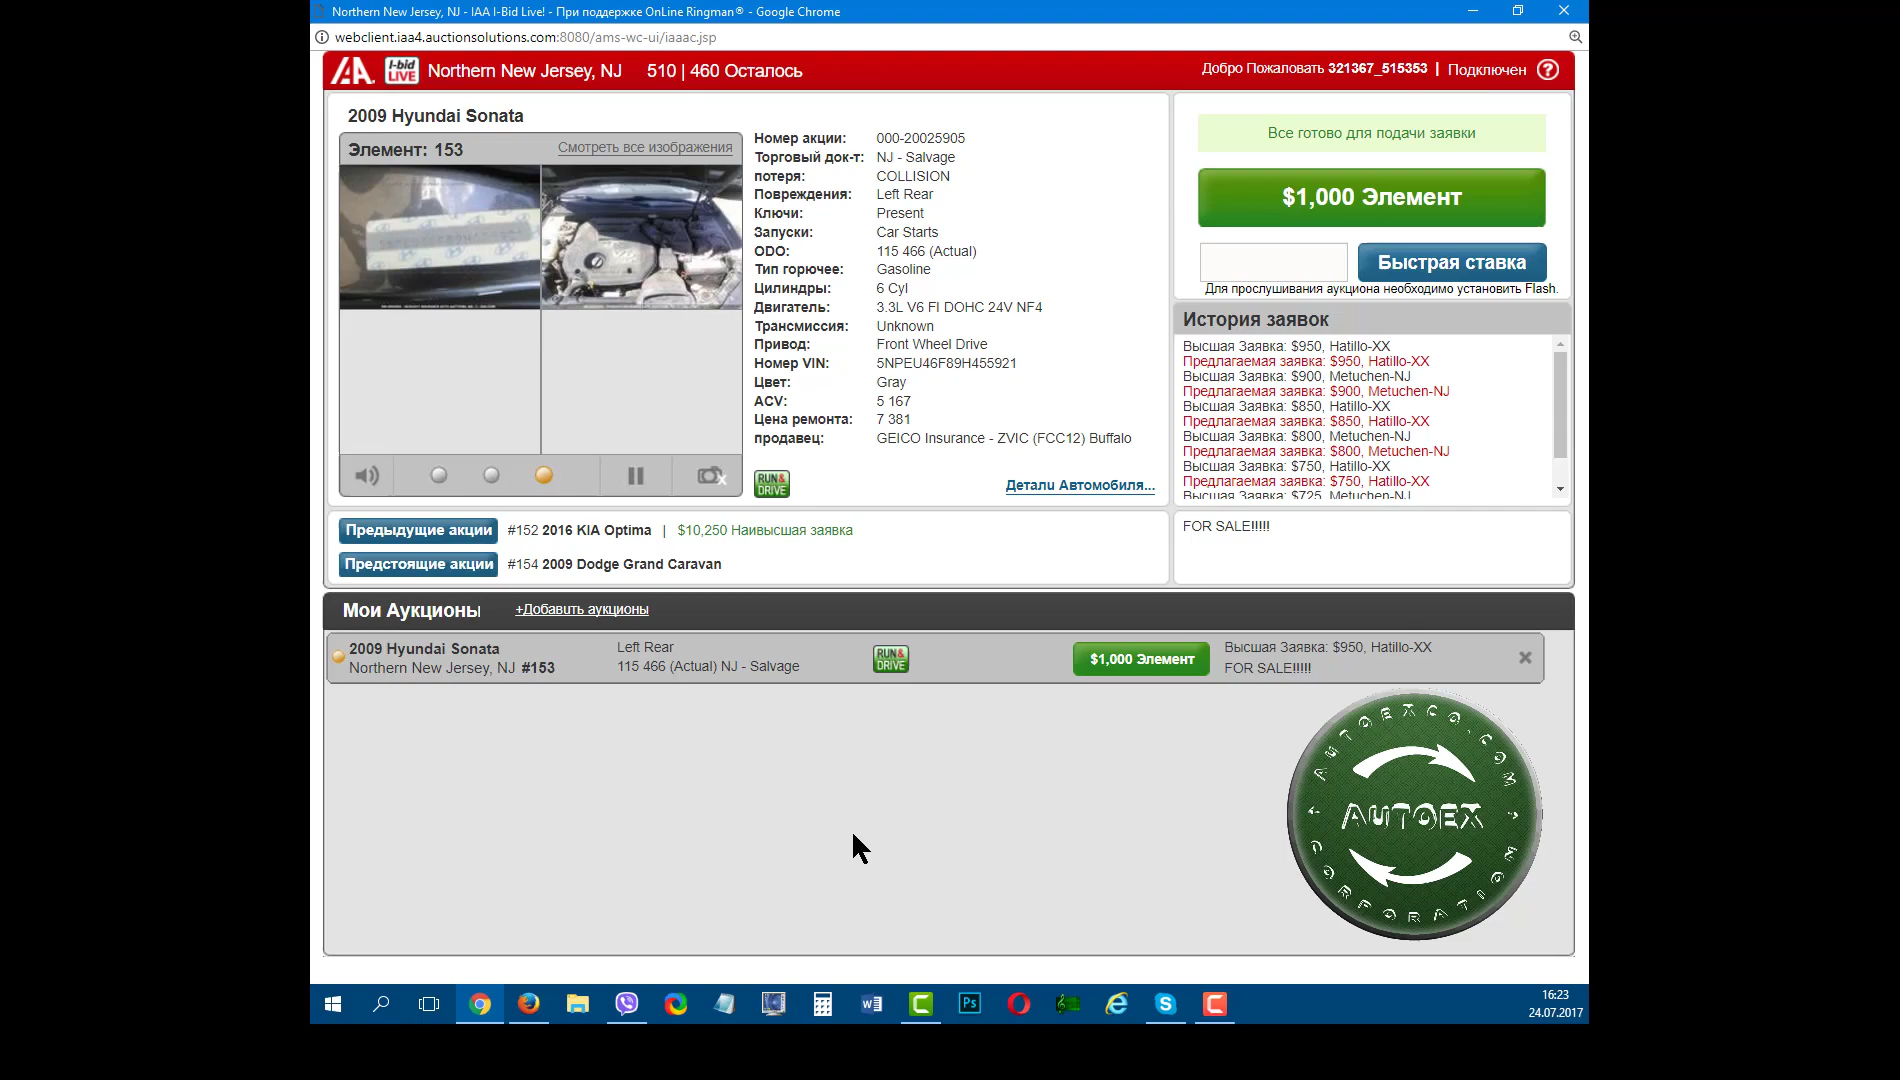 Northern New Jersey, NJ - IAA I-Bid Live! - При поддержке OnLine Ringman® - Google Chrome
webclient.iaa4.auctionsolutions.com:8080/ams-wc-ui/iaaac.jsp
IAA I-bid LIVE Northern New Jersey, NJ 510 | 460 Осталось
Добро Пожаловать 321367_515353 | Подключен ?
2009 Hyundai Sonata
Элемент: 153 Смотреть все изображения
Номер акции: 000-20025905
Торговый док-т: NJ - Salvage
потеря: COLLISION
Повреждения: Left Rear
Ключи: Present
Запуски: Car Starts
ODO: 115 466 (Actual)
Тип горючее: Gasoline
Цилиндры: 6 Cyl
Двигатель: 3.3L V6 FI DOHC 24V NF4
Трансмиссия: Unknown
Привод: Front Wheel Drive
Номер VIN: 5NPEU46F89H455921
Цвет: Gray
ACV: 5 167
Цена ремонта: 7 381
продавец: GEICO Insurance - ZVIC (FCC12) Buffalo
RUN& DRIVE
Детали Автомобиля...
Все готово для подачи заявки
$1,000 Элемент
Быстрая ставка
Для прослушивания аукциона необходимо установить Flash.
История заявок
Высшая Заявка: $950, Hatillo-XX
Предлагаемая заявка: $950, Hatillo-XX
Высшая Заявка: $900, Metuchen-NJ
Предлагаемая заявка: $900, Metuchen-NJ
Высшая Заявка: $850, Hatillo-XX
Предлагаемая заявка: $850, Hatillo-XX
Высшая Заявка: $800, Metuchen-NJ
Предлагаемая заявка: $800, Metuchen-NJ
Высшая Заявка: $750, Hatillo-XX
Предлагаемая заявка: $750, Hatillo-XX
Высшая Заявка: $725, Metuchen-NJ
Предыдущие акции #152 2016 KIA Optima | $10,250 Наивысшая заявка
Предстоящие акции #154 2009 Dodge Grand Caravan
FOR SALE!!!!!
Мои Аукционы +Добавить аукционы
2009 Hyundai Sonata
Northern New Jersey, NJ #153
Left Rear
115 466 (Actual) NJ - Salvage
RUN& DRIVE
$1,000 Элемент
Высшая Заявка: $950, Hatillo-XX
FOR SALE!!!!!
AUTOEXCO.COM
AUTOEX
CORPORATION
Ps
16:23
24.07.2017